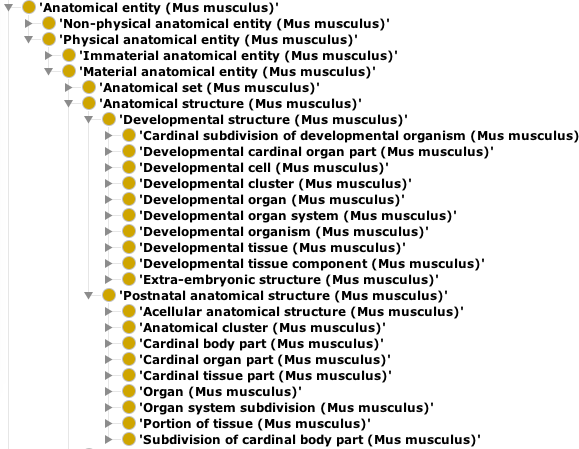 'Anatomical entity (Mus musculus)'
'Non-physical anatomical entity (Mus musculus)'
'Physical anatomical entity (Mus musculus)'
'Immaterial anatomical entity (Mus musculus)'
'Material anatomical entity (Mus musculus)'
'Anatomical set (Mus musculus)'
'Anatomical structure (Mus musculus)'
'Developmental structure (Mus musculus)'
'Cardinal subdivision of developmental organism (Mus musculus)
'Developmental cardinal organ part (Mus musculus)'
'Developmental cell (Mus musculus)'
'Developmental cluster (Mus musculus)'
'Developmental organ (Mus musculus)'
'Developmental organ system (Mus musculus)'
'Developmental organism (Mus musculus)'
'Developmental tissue (Mus musculus)'
'Developmental tissue component (Mus musculus)'
'Extra-embryonic structure (Mus musculus)'
'Postnatal anatomical structure (Mus musculus)'
'Acellular anatomical structure (Mus musculus)'
'Anatomical cluster (Mus musculus)'
'Cardinal body part (Mus musculus)'
'Cardinal organ part (Mus musculus)'
'Cardinal tissue part (Mus musculus)'
'Organ (Mus musculus)'
'Organ system subdivision (Mus musculus)'
'Portion of tissue (Mus musculus)'
'Subdivision of cardinal body part (Mus musculus)'